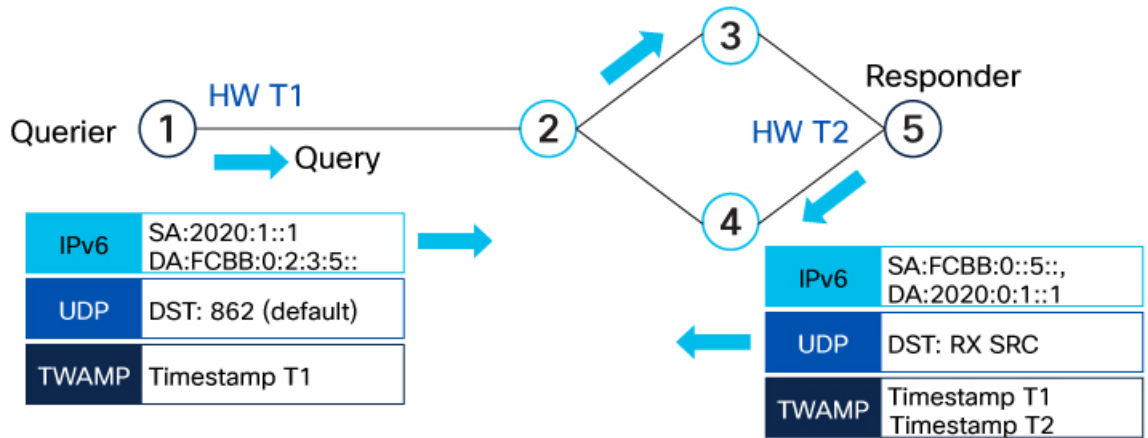 3
Responder
HW T1
Querier
1
2
HW T2
5
Query
4
IPv6
SA:2020:1::1
DA:FCBB:0:2:3:5::
UDP
DST: 862 (default)
TWAMP
Timestamp T1
IPv6
SA:FCBB:0::5::,
DA:2020:0:1::1
UDP
DST: RX SRC
TWAMP
Timestamp T1
Timestamp T2